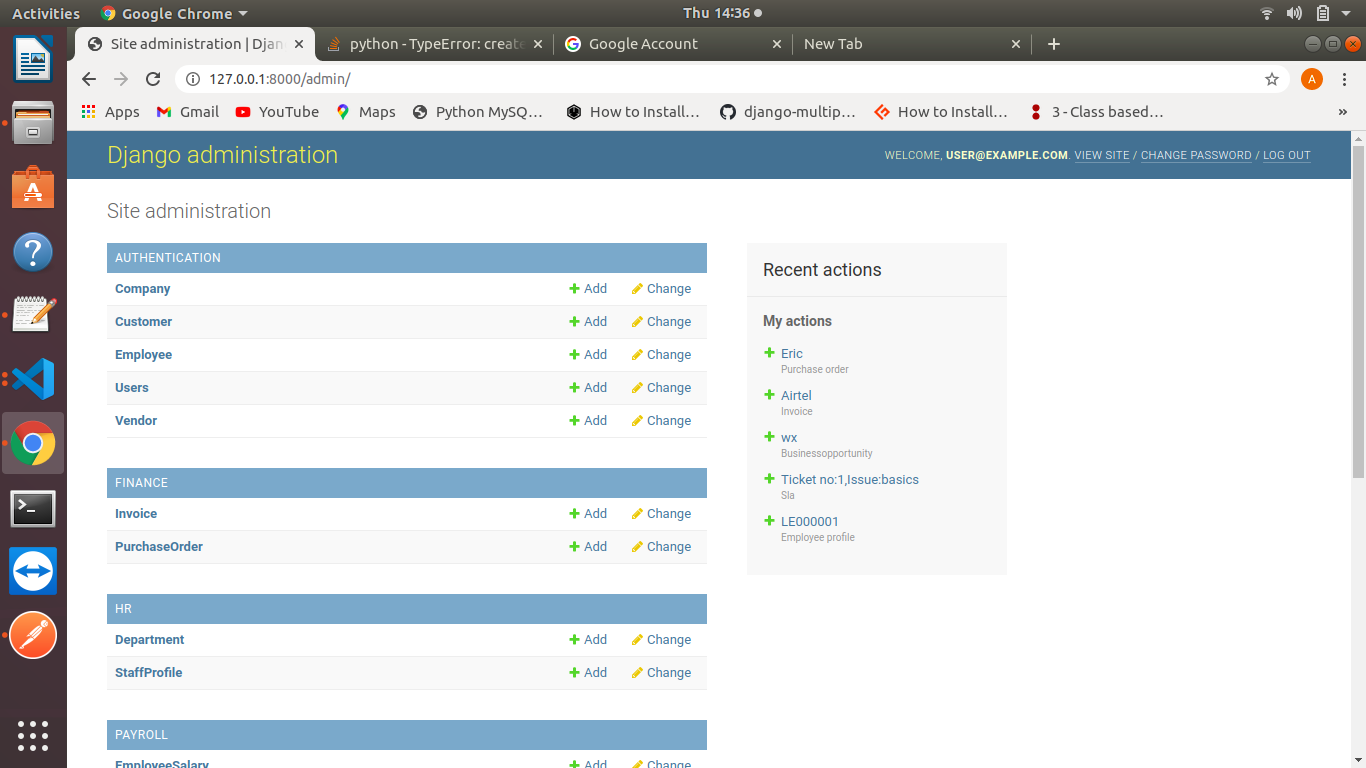 Activities Google Chrome Thu 14:36
Site administration | Djan python - TypeError: create Google Account New Tab
127.0.0.1:8000/admin/ A
Apps Gmail YouTube Maps Python MySQ... How to Install... django-multip... How to Install... 3 - Class based... »
Django administration WELCOME, USER@EXAMPLE.COM. VIEW SITE / CHANGE PASSWORD / LOG OUT
Site administration
AUTHENTICATION
Company Add Change
Customer Add Change
Employee Add Change
Users Add Change
Vendor Add Change
FINANCE
Invoice Add Change
PurchaseOrder Add Change
HR
Department Add Change
StaffProfile Add Change
PAYROLL
EmployeeSalary Add Change
Recent actions
My actions
Eric
Purchase order
Airtel
Invoice
wx
Businessopportunity
Ticket no:1,Issue:basics
Sla
LE000001
Employee profile